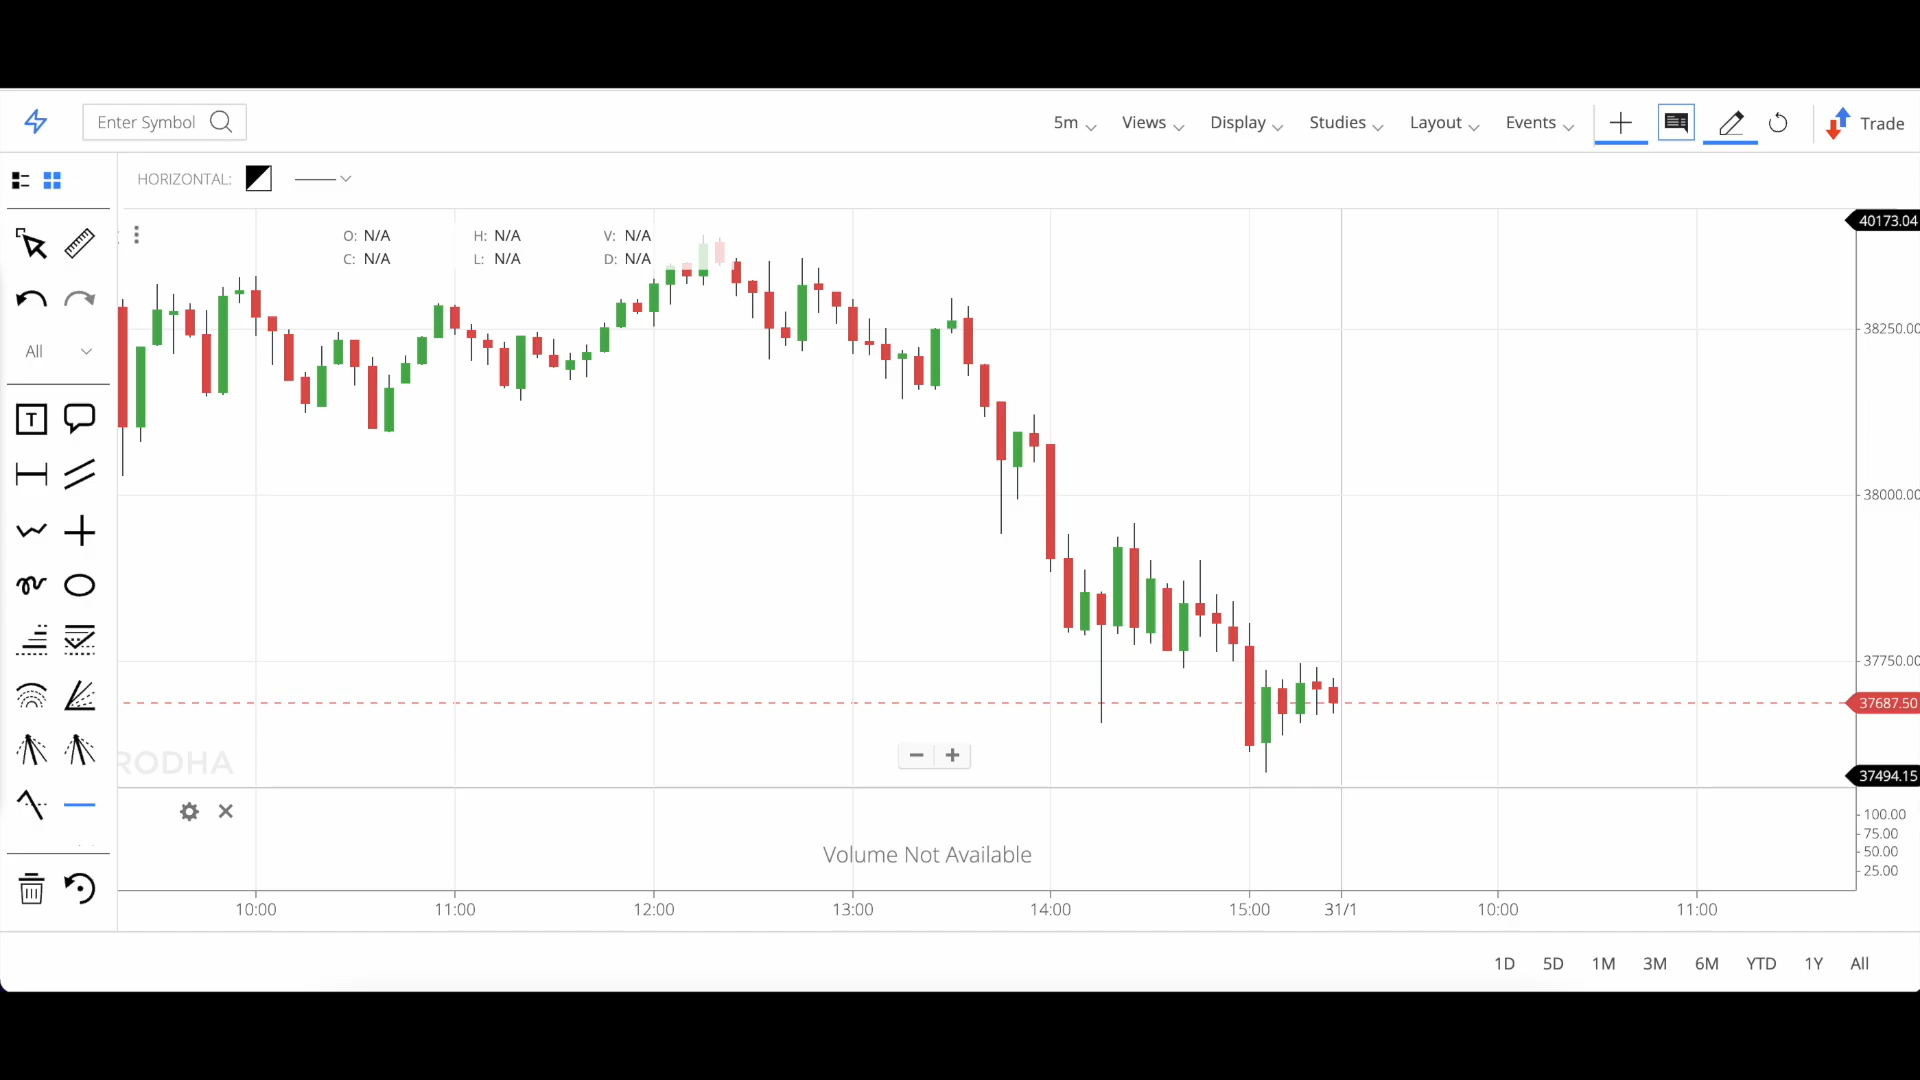 Enter Symbol
5m Views Display Studies Layout Events Trade
HORIZONTAL:
O: N/A H: N/A V: N/A
C: N/A L: N/A D: N/A
All
T
40173.04
38250.00
38000.00
37750.00
37687.50
37494.15
RODHA
100.00
75.00
50.00
25.00
Volume Not Available
10:00 11:00 12:00 13:00 14:00 15:00 31/1 10:00 11:00
1D 5D 1M 3M 6M YTD 1Y All